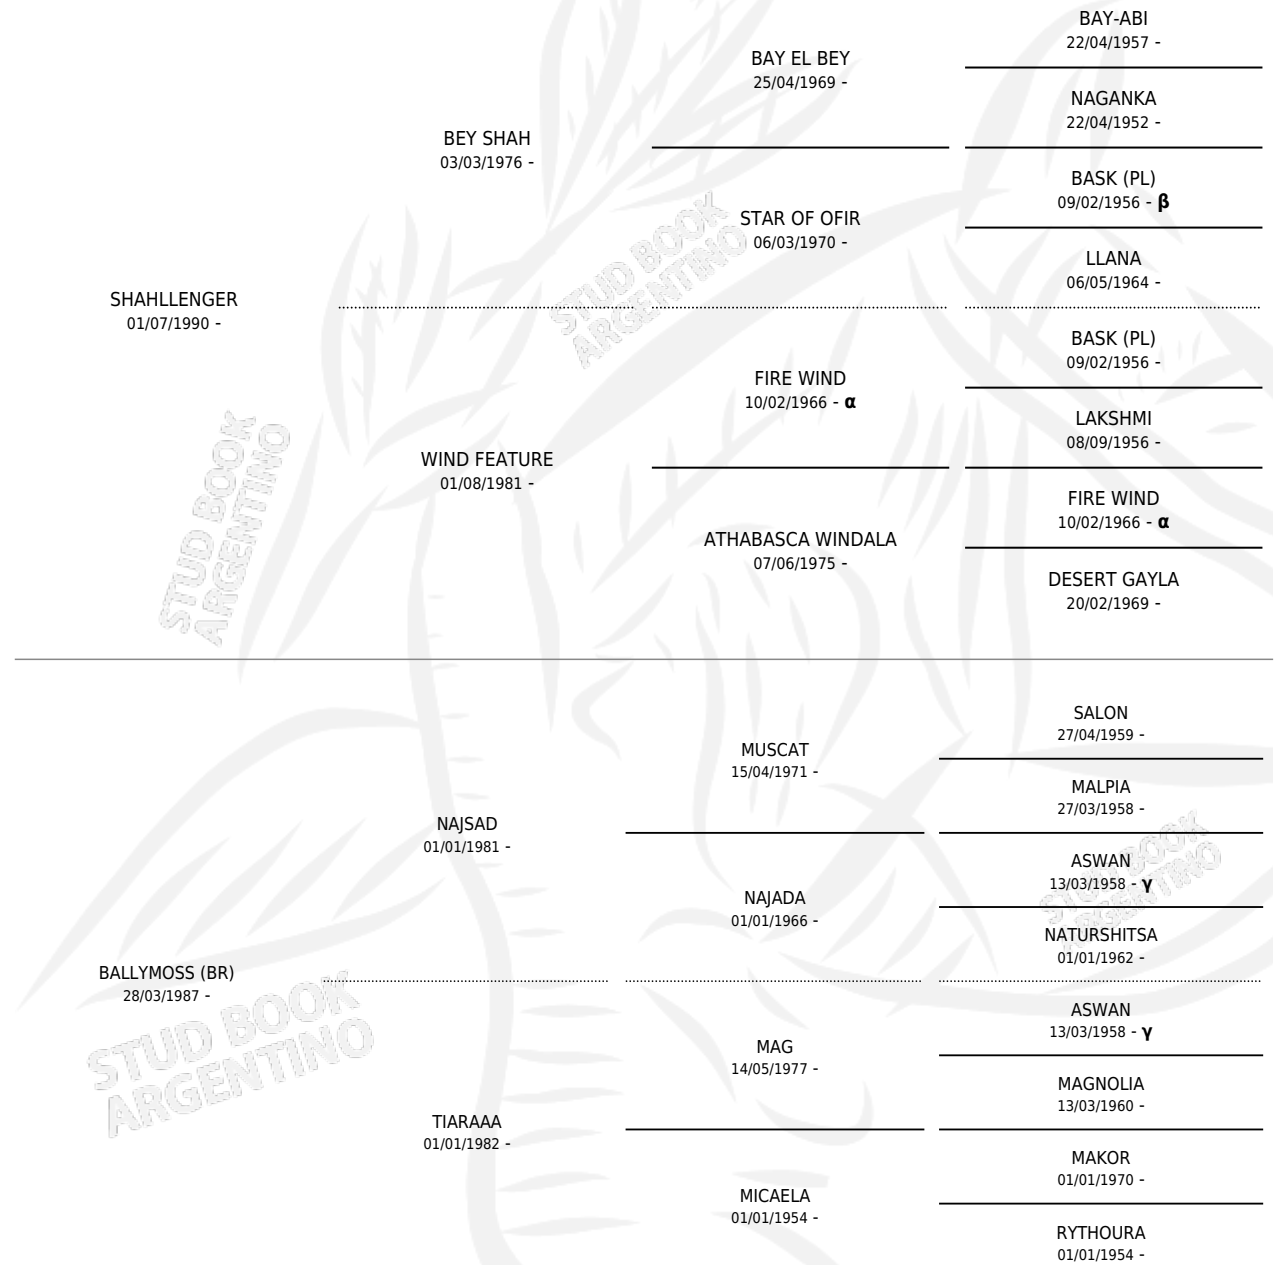 BAY-ABI
22/04/1957 -
BAY EL BEY
25/04/1969 -
NAGANKA
22/04/1952 -
BEY SHAH
03/03/1976 -
BASK (PL)
09/02/1956 - β
STAR OF OFIR
06/03/1970 -
LLANA
06/05/1964 -
SHAHLLENGER
01/07/1990 -
BASK (PL)
09/02/1956 -
FIRE WIND
10/02/1966 - α
LAKSHMI
08/09/1956 -
WIND FEATURE
01/08/1981 -
FIRE WIND
10/02/1966 - α
ATHABASCA WINDALA
07/06/1975 -
DESERT GAYLA
20/02/1969 -
SALON
27/04/1959 -
MUSCAT
15/04/1971 -
MALPIA
27/03/1958 -
NAJSAD
01/01/1981 -
ASWAN
13/03/1958 - γ
NAJADA
01/01/1966 -
NATURSHITSA
01/01/1962 -
BALLYMOSS (BR)
28/03/1987 -
ASWAN
13/03/1958 - γ
MAG
14/05/1977 -
MAGNOLIA
13/03/1960 -
TIARAAA
01/01/1982 -
MAKOR
01/01/1970 -
MICAELA
01/01/1954 -
RYTHOURA
01/01/1954 -
STUD BOOK
ARGENTINO
STUD BOOK
ARGENTINO
STUD BOOK
ARGENTINO
STUD BOOK
ARGENTINO